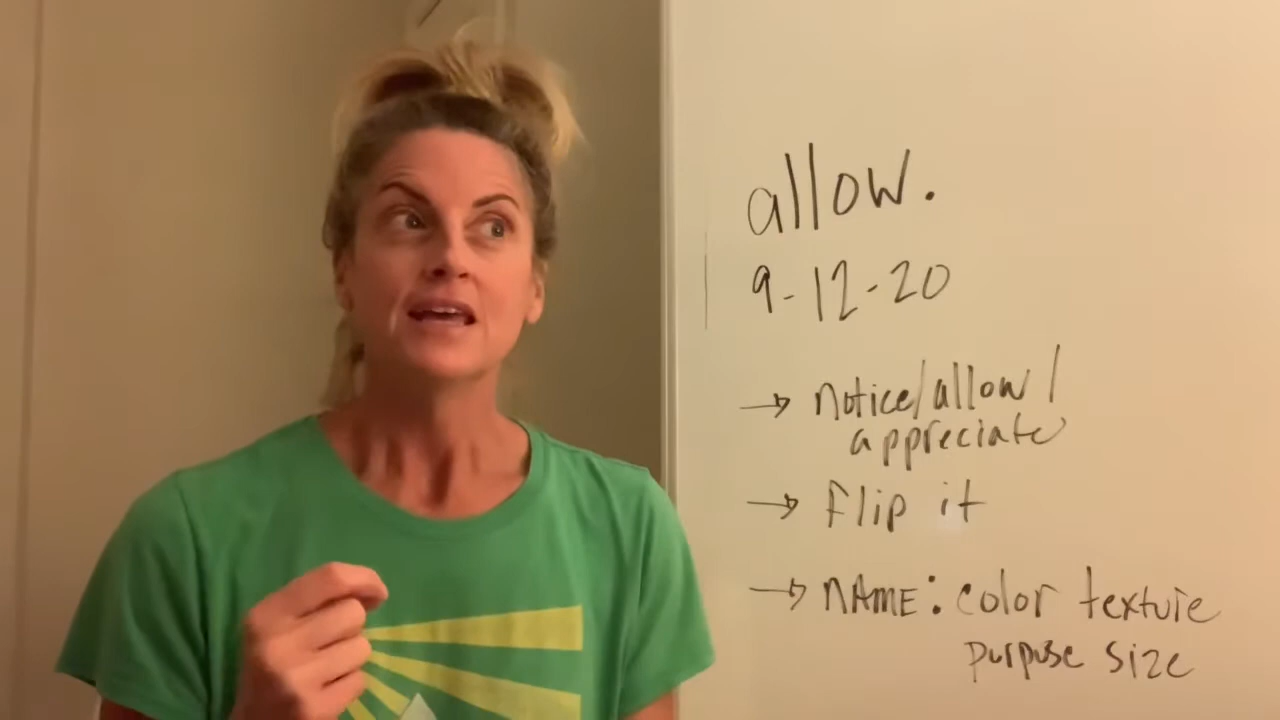 allow.
9-12-20
→ notice/allow/
appreciate
→ flip it
→ NAME: color texture
purpose size